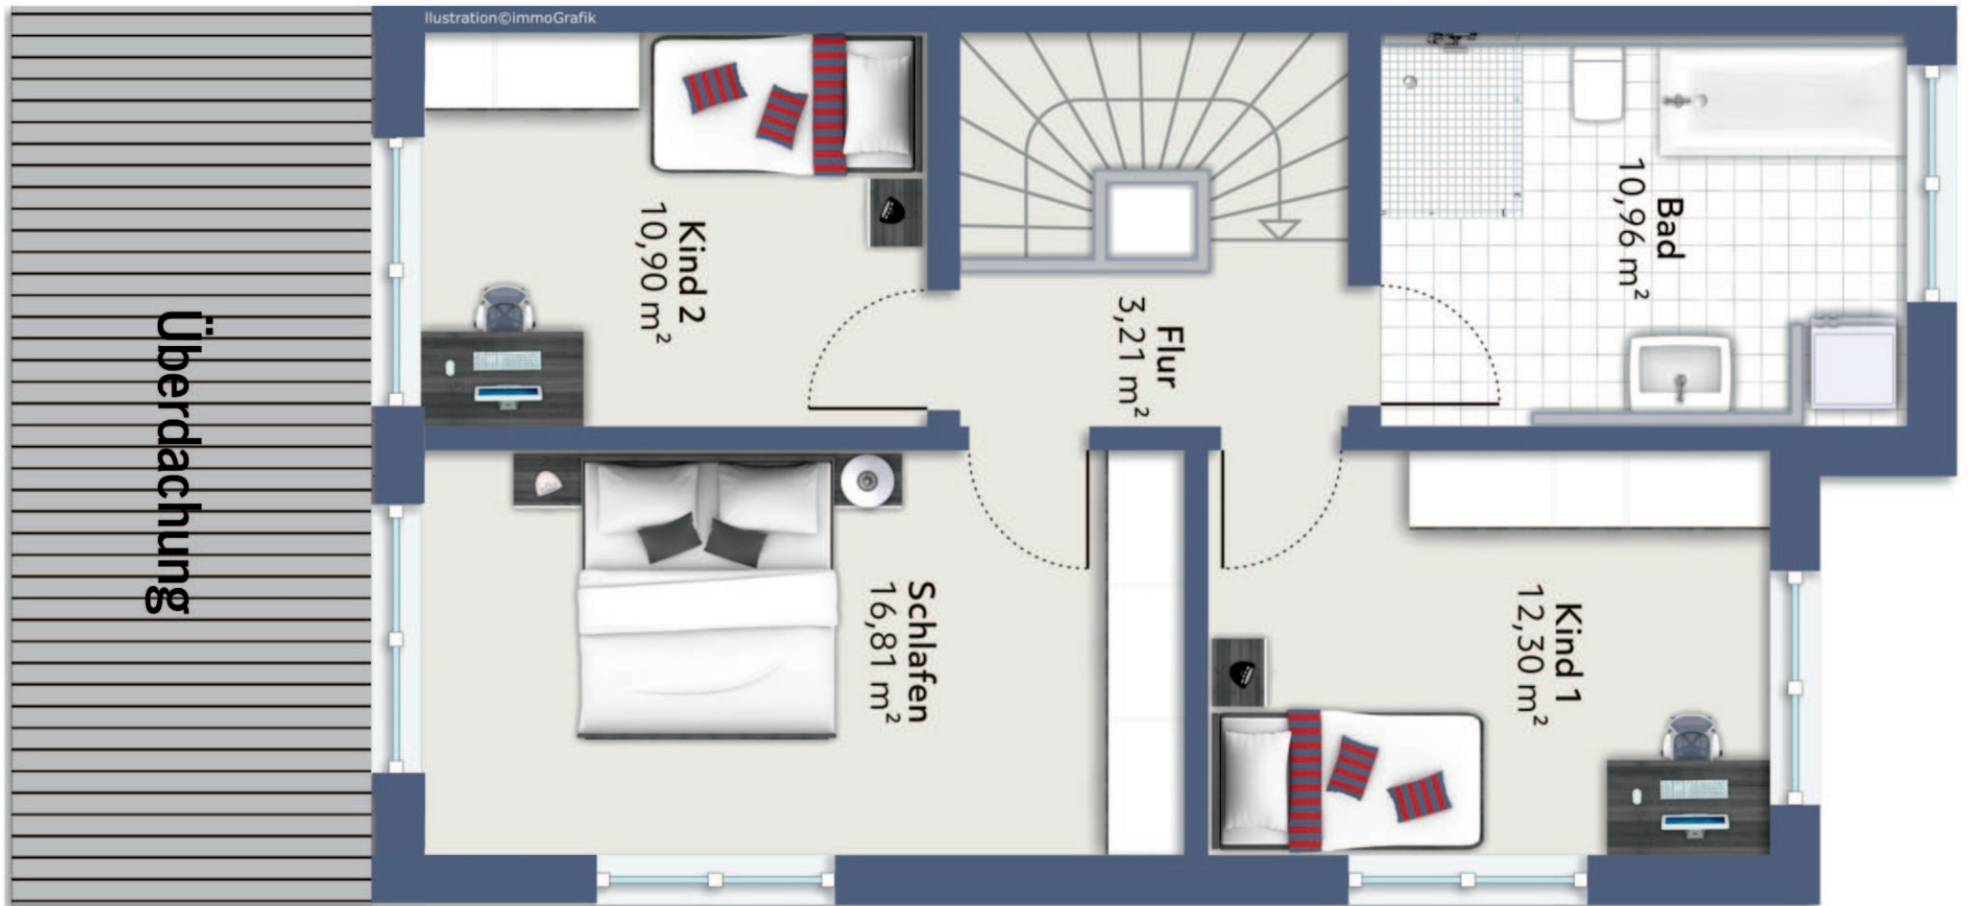 llustration©immoGrafik
Kind 2
10,90 m²
Flur
3,21 m²
Bad
10,96 m²
Überdachung
Schlafen
16,81 m²
Kind 1
12,30 m²